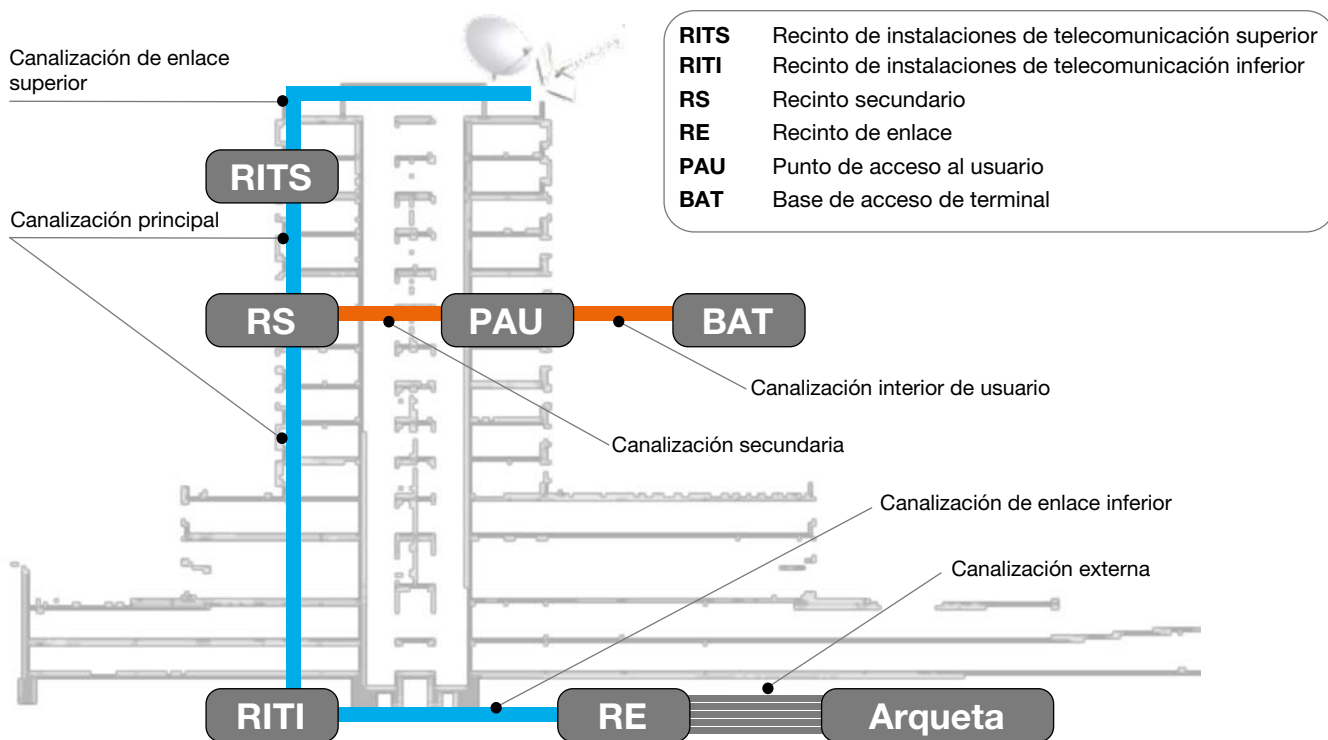 Canalización de enlace
superior
RITS Recinto de instalaciones de telecomunicación superior
RITI Recinto de instalaciones de telecomunicación inferior
RS Recinto secundario
RE Recinto de enlace
PAU Punto de acceso al usuario
BAT Base de acceso de terminal
RITS
Canalización principal
RS
PAU
BAT
Canalización interior de usuario
Canalización secundaria
Canalización de enlace inferior
Canalización externa
RITI
RE
Arqueta